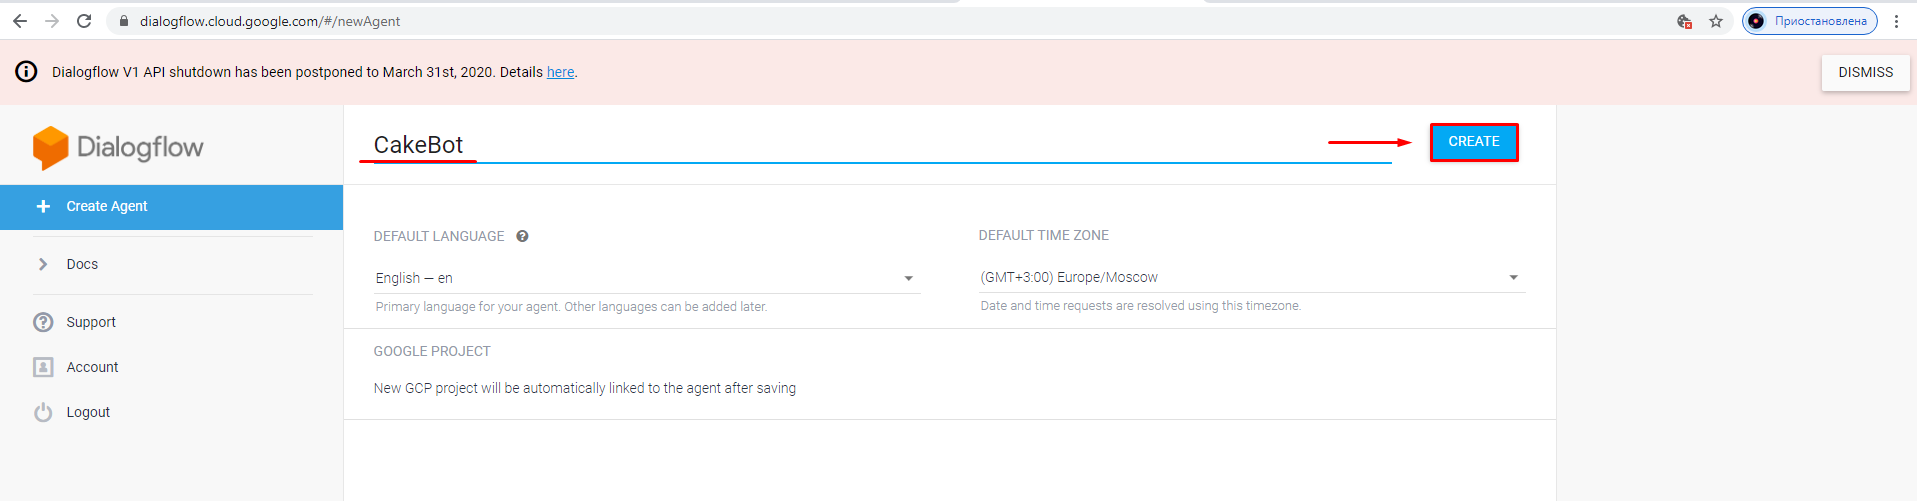 dialogflow.cloud.google.com/#/newAgent
Приостановлена
Dialogflow V1 API shutdown has been postponed to March 31st, 2020. Details here.
DISMISS
Dialogflow
CakeBot
CREATE
Create Agent
DEFAULT LANGUAGE
DEFAULT TIME ZONE
Docs
English — en
(GMT+3:00) Europe/Moscow
Primary language for your agent. Other languages can be added later.
Date and time requests are resolved using this timezone.
Support
GOOGLE PROJECT
Account
New GCP project will be automatically linked to the agent after saving
Logout